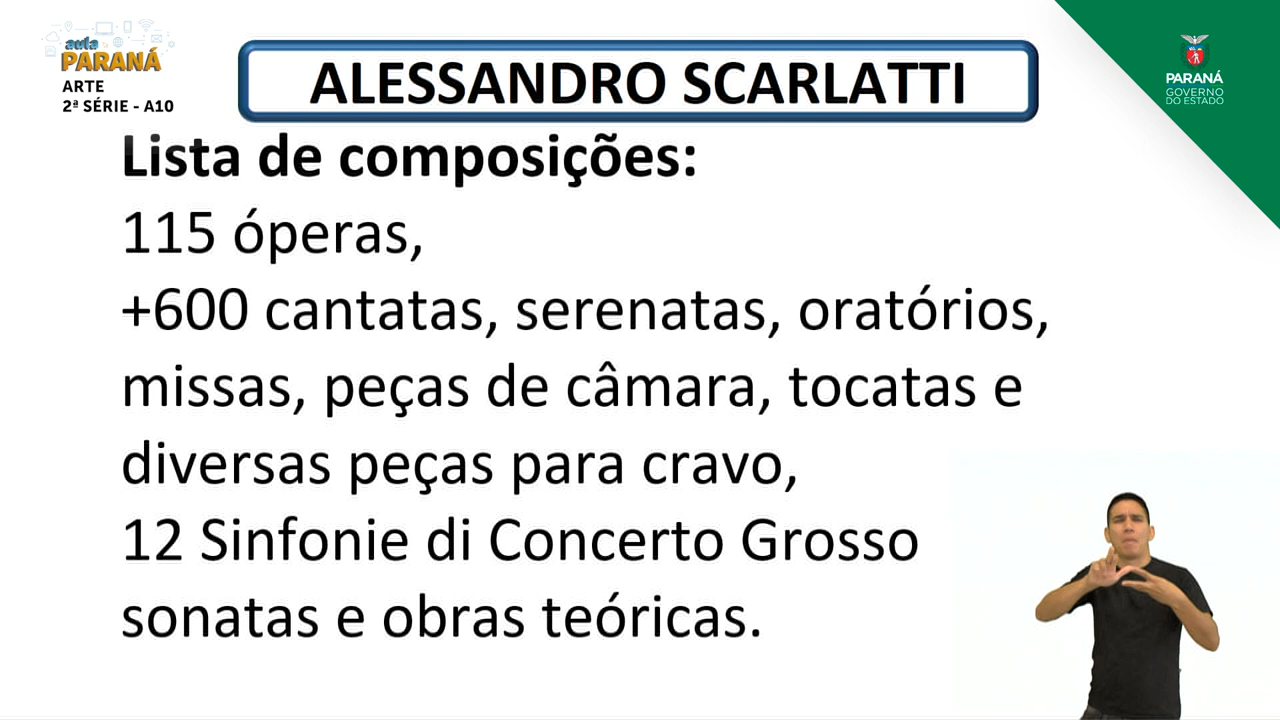 aula
PARANÁ
ARTE
2ª SÉRIE - A10
ALESSANDRO SCARLATTI
PARANÁ
GOVERNO
DO ESTADO
Lista de composições:
115 óperas,
+600 cantatas, serenatas, oratórios,
missas, peças de câmara, tocatas e
diversas peças para cravo,
12 Sinfonie di Concerto Grosso
sonatas e obras teóricas.